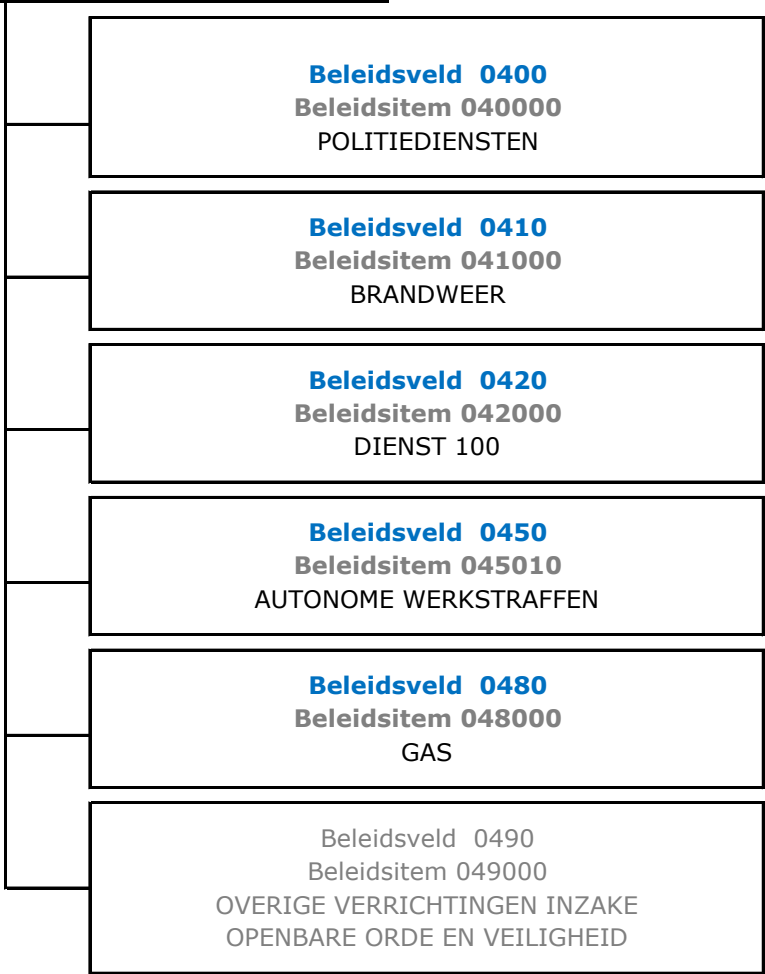 Beleidsveld 0400
Beleidsitem 040000
POLITIEDIENSTEN
Beleidsveld 0410
Beleidsitem 041000
BRANDWEER
Beleidsveld 0420
Beleidsitem 042000
DIENST 100
Beleidsveld 0450
Beleidsitem 045010
AUTONOME WERKSTRAFFEN
Beleidsveld 0480
Beleidsitem 048000
GAS
Beleidsveld 0490
Beleidsitem 049000
OVERIGE VERRICHTINGEN INZAKE
OPENBARE ORDE EN VEILIGHEID